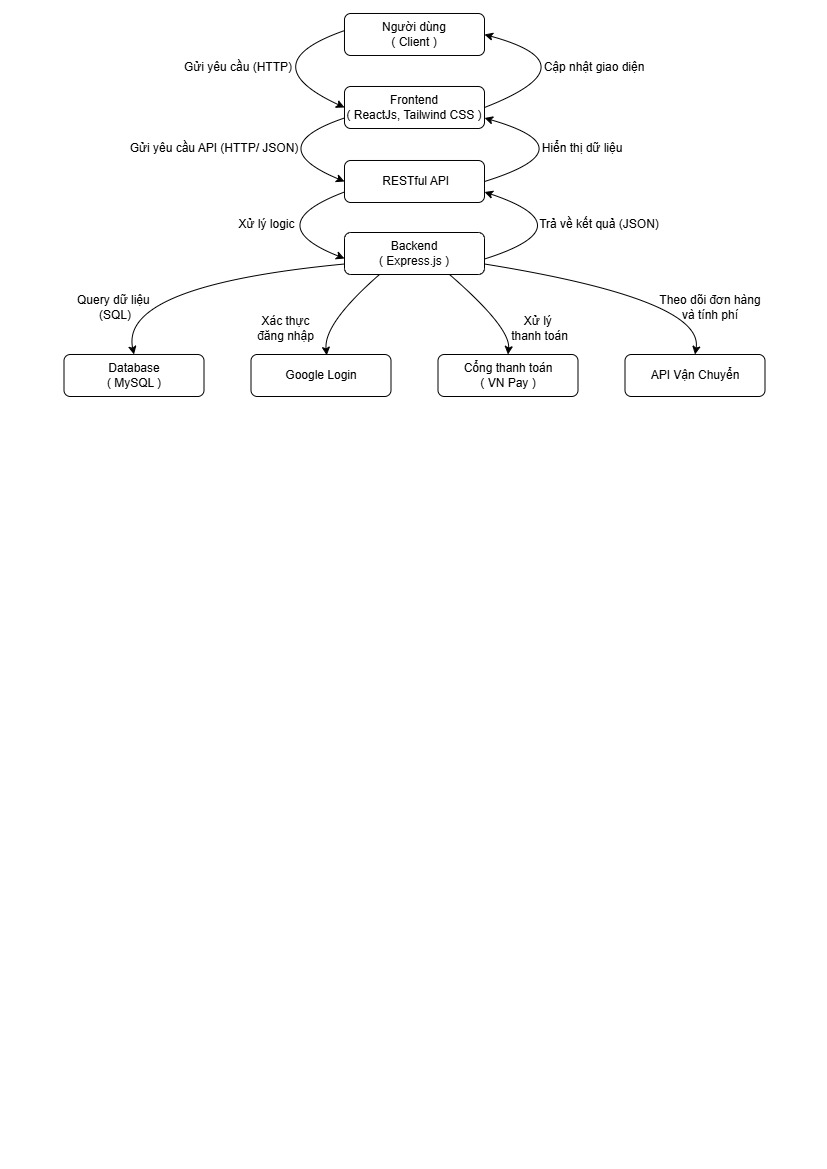 Người dùng
( Client )
Gửi yêu cầu (HTTP)
Cập nhật giao diện
Frontend
( ReactJs, Tailwind CSS )
Gửi yêu cầu API (HTTP/ JSON)
Hiển thị dữ liệu
RESTful API
Xử lý logic
Trả về kết quả (JSON)
Backend
( Express.js )
Query dữ liệu
(SQL)
Xác thực
đăng nhập
Xử lý
thanh toán
Theo dõi đơn hàng
và tính phí
Database
( MySQL )
Google Login
Cổng thanh toán
( VN Pay )
API Vận Chuyển